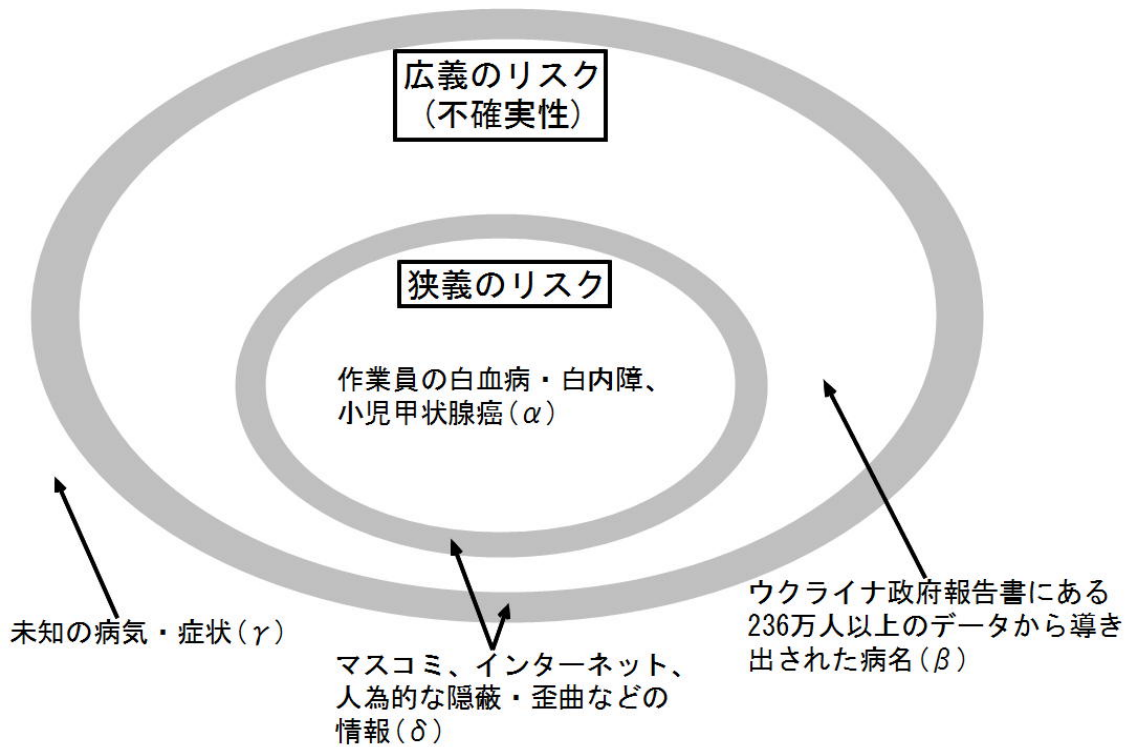 広義のリスク
(不確実性)
狭義のリスク
作業員の白血病・白内障、
小児甲状腺癌(α)
未知の病気・症状(γ)
マスコミ、インターネット、
人為的な隠蔽・歪曲などの
情報(δ)
ウクライナ政府報告書にある
236万人以上のデータから導き
出された病名(β)